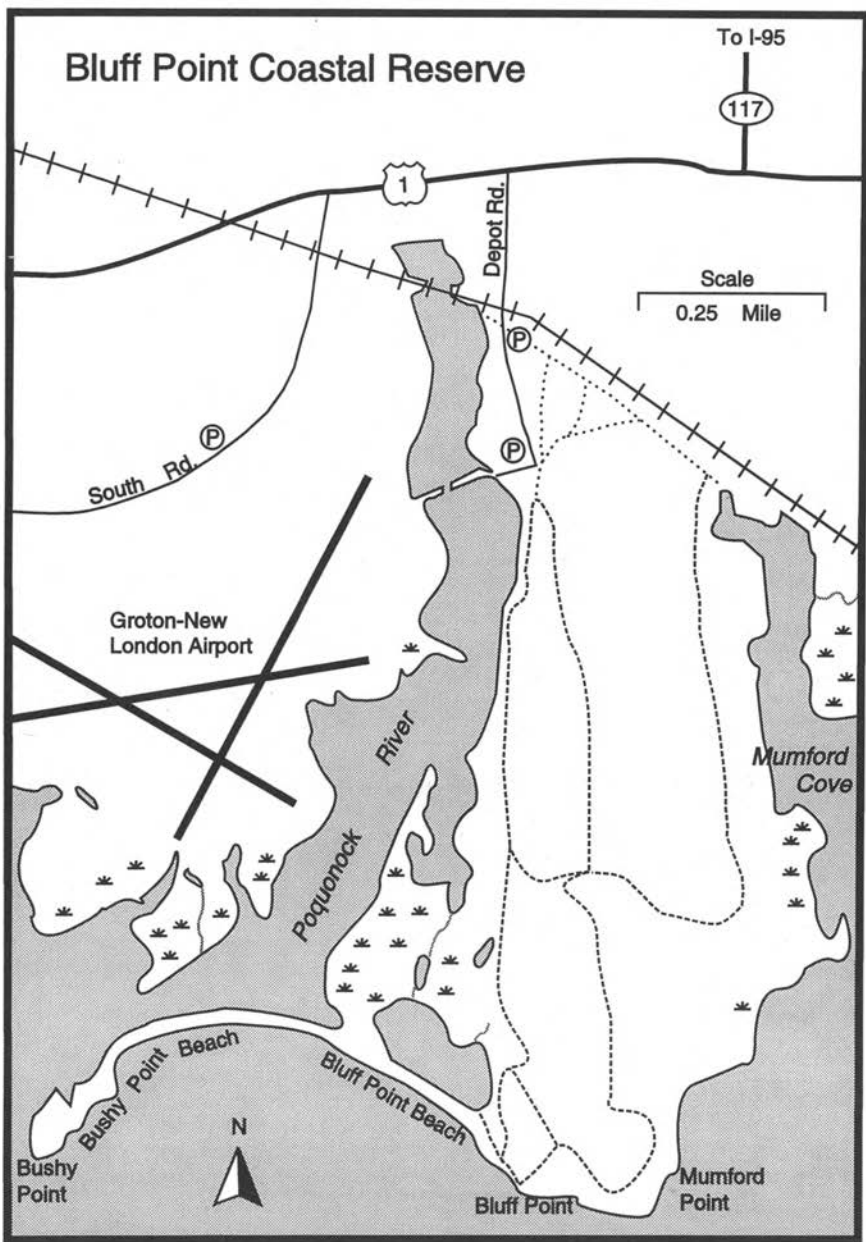 To I-95
Bluff Point Coastal Reserve
117
1
Depot Rd.
Scale
0.25 Mile
P
P
P
South Rd.
Groton-New
London Airport
River
Poquonock
Mumford
Cove
Bushy Point Beach
Bluff Point Beach
N
Bushy
Point
Bluff Point
Mumford
Point